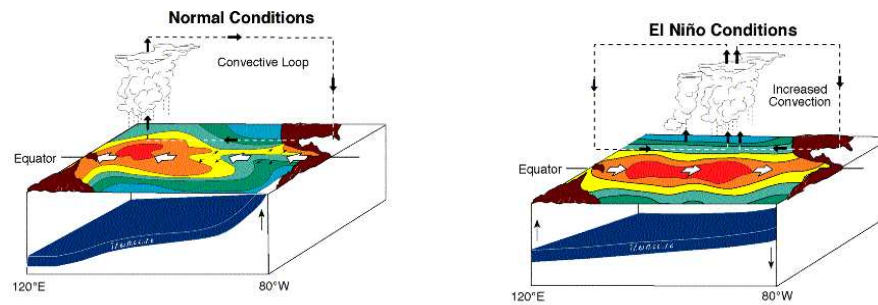 Normal Conditions
Convective Loop
Equator
120°E
80°W
El Niño Conditions
Increased
Convection
Equator
120°E
80°W